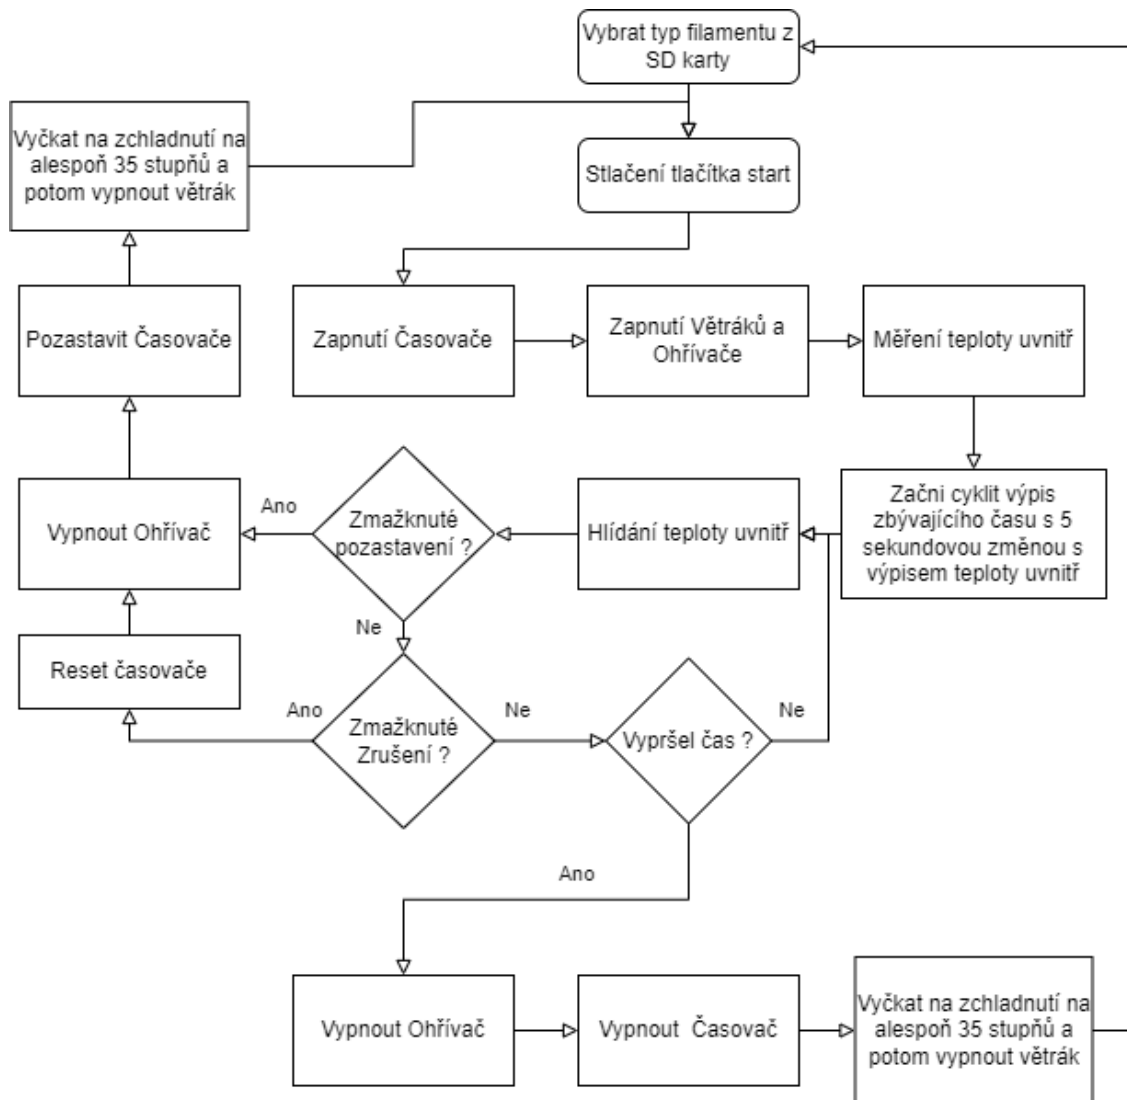 Vybrat typ filamentu z
SD karty
Vyčkat na zchladnutí na
alespoň 35 stupňů a
potom vypnout větrák
Stlačení tlačítka start
Pozastavit Časovače
Zapnutí Časovače
Zapnutí Větráků a
Ohřívače
Měření teploty uvnitř
Vypnout Ohřívač
Ano
Zmažknuté
pozastavení ?
Hlídání teploty uvnitř
Začni cyklit výpis
zbývajícího času s 5
sekundovou změnou s
výpisem teploty uvnitř
Ne
Reset časovače
Ano
Zmažknuté
Zrušení ?
Ne
Vypršel čas ?
Ne
Ano
Vypnout Ohřívač
Vypnout  Časovač
Vyčkat na zchladnutí na
alespoň 35 stupňů a
potom vypnout větrák